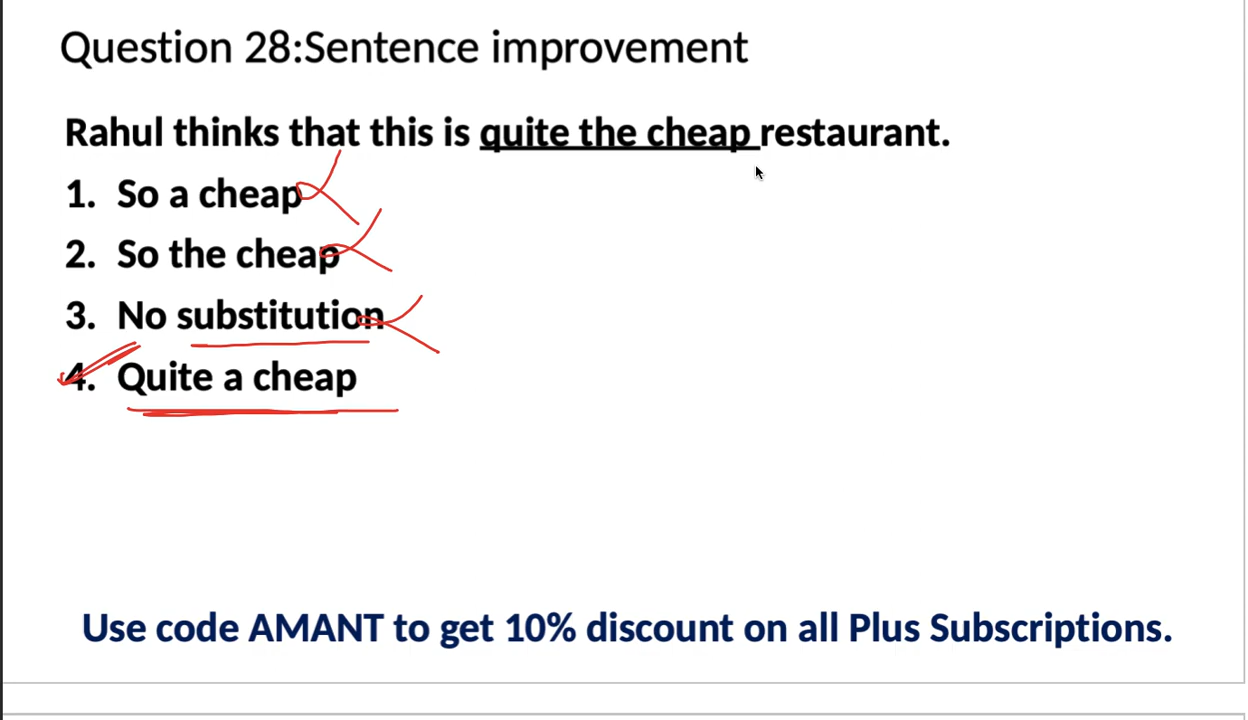 Question 28:Sentence improvement
Rahul thinks that this is quite the cheap restaurant.
1. So a cheap
2. So the cheap
3. No substitution
4. Quite a cheap
Use code AMANT to get 10% discount on all Plus Subscriptions.